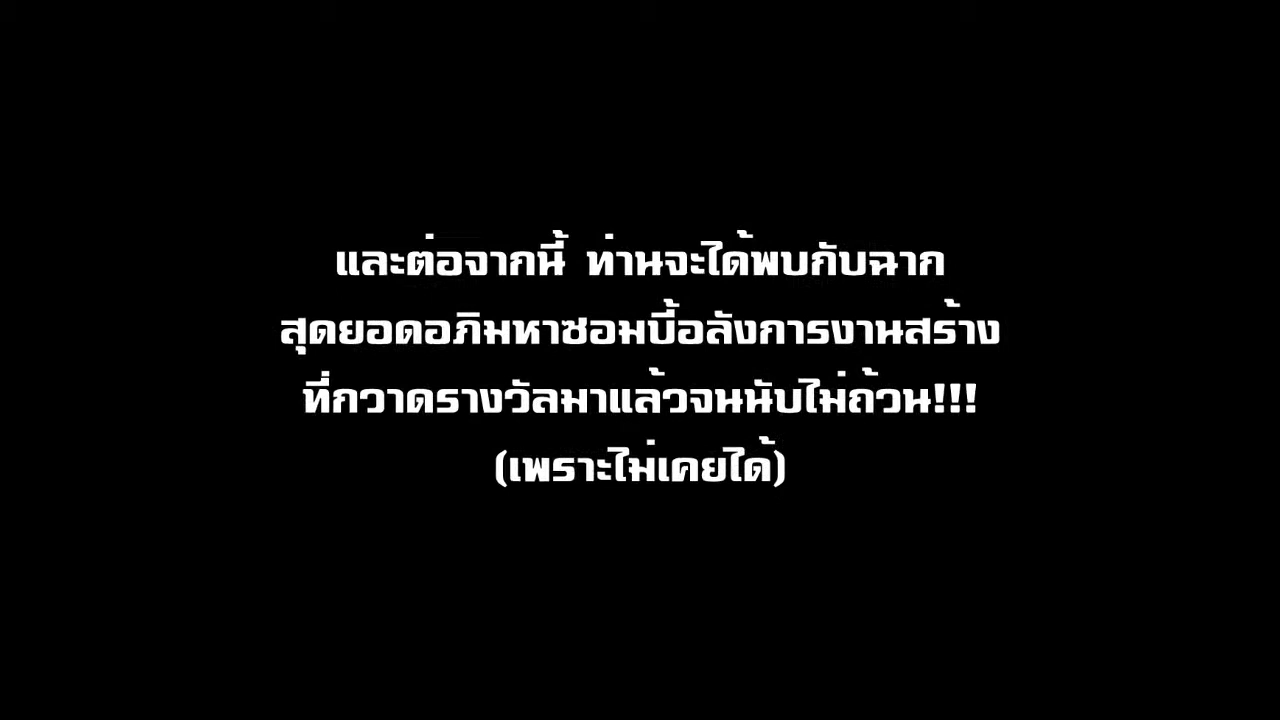 และต่อจากนี้ ท่านจะได้พบกับฉาก
สุดยอดอภิมหาซอมบี้อลังการงานสร้าง
ที่กวาดรางวัลมาแล้วจนนับไม่ถ้วน!!!
(เพราะไม่เคยได้)